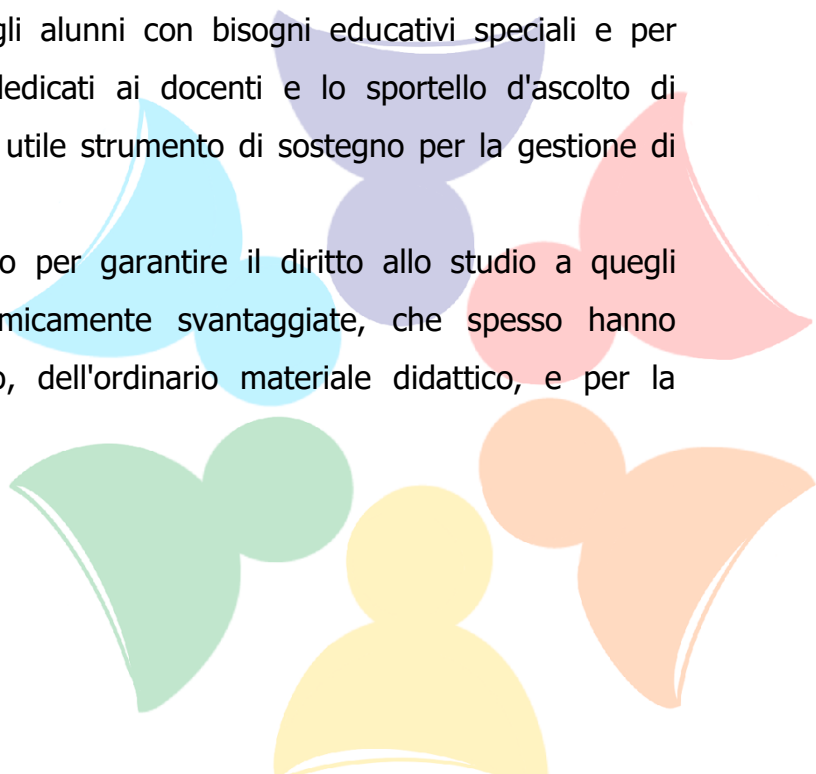 gli alunni con bisogni educativi speciali e per
dedicati ai docenti e lo sportello d'ascolto di
utile strumento di sostegno per la gestione di
o per garantire il diritto allo studio a quegli
micamente svantaggiate, che spesso hanno
o, dell'ordinario materiale didattico, e per la